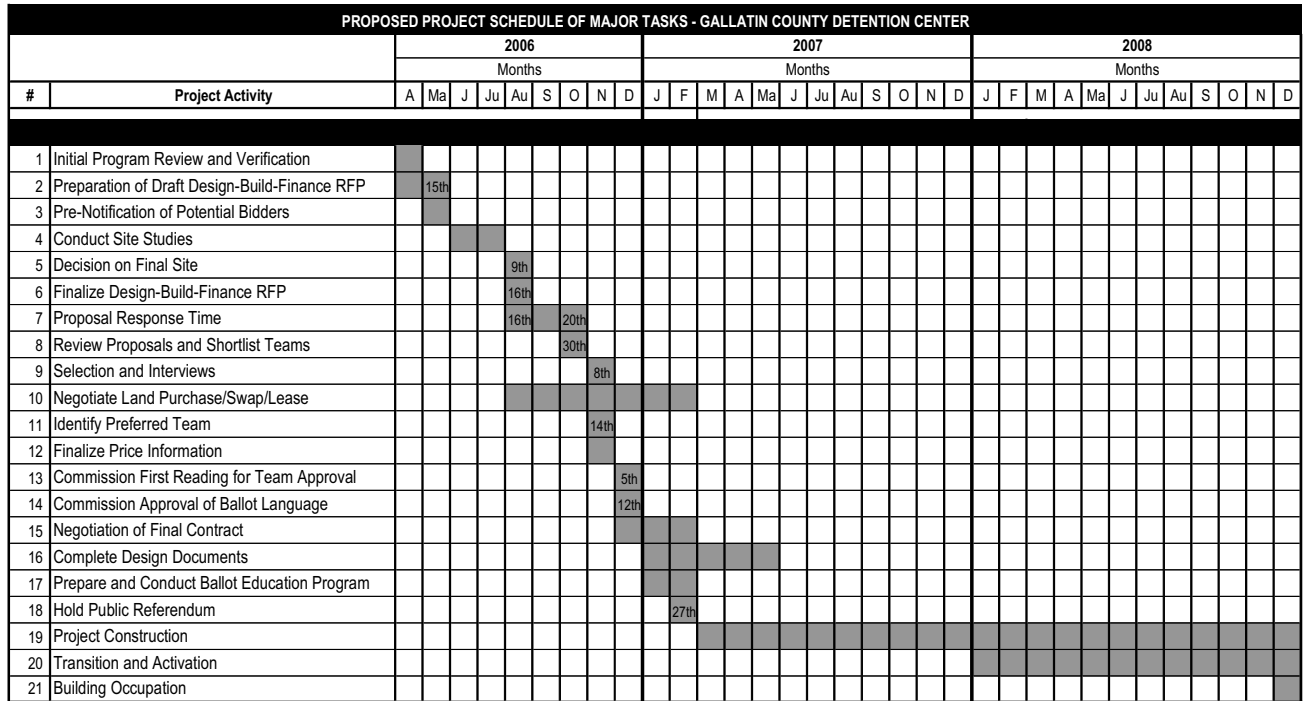 PROPOSED PROJECT SCHEDULE OF MAJOR TASKS - GALLATIN COUNTY DETENTION CENTER
2006 2007 2008
Months Months Months
# Project Activity A Ma J Ju Au S O N D J F M A Ma J Ju Au S O N D J F M A Ma J Ju Au S O N D
1 Initial Program Review and Verification
2 Preparation of Draft Design-Build-Finance RFP 15th
3 Pre-Notification of Potential Bidders
4 Conduct Site Studies
5 Decision on Final Site 9th
6 Finalize Design-Build-Finance RFP 16th
7 Proposal Response Time 16th 20th
8 Review Proposals and Shortlist Teams 30th
9 Selection and Interviews 8th
10 Negotiate Land Purchase/Swap/Lease
11 Identify Preferred Team 14th
12 Finalize Price Information
13 Commission First Reading for Team Approval 5th
14 Commission Approval of Ballot Language 12th
15 Negotiation of Final Contract
16 Complete Design Documents
17 Prepare and Conduct Ballot Education Program
18 Hold Public Referendum 27th
19 Project Construction
20 Transition and Activation
21 Building Occupation